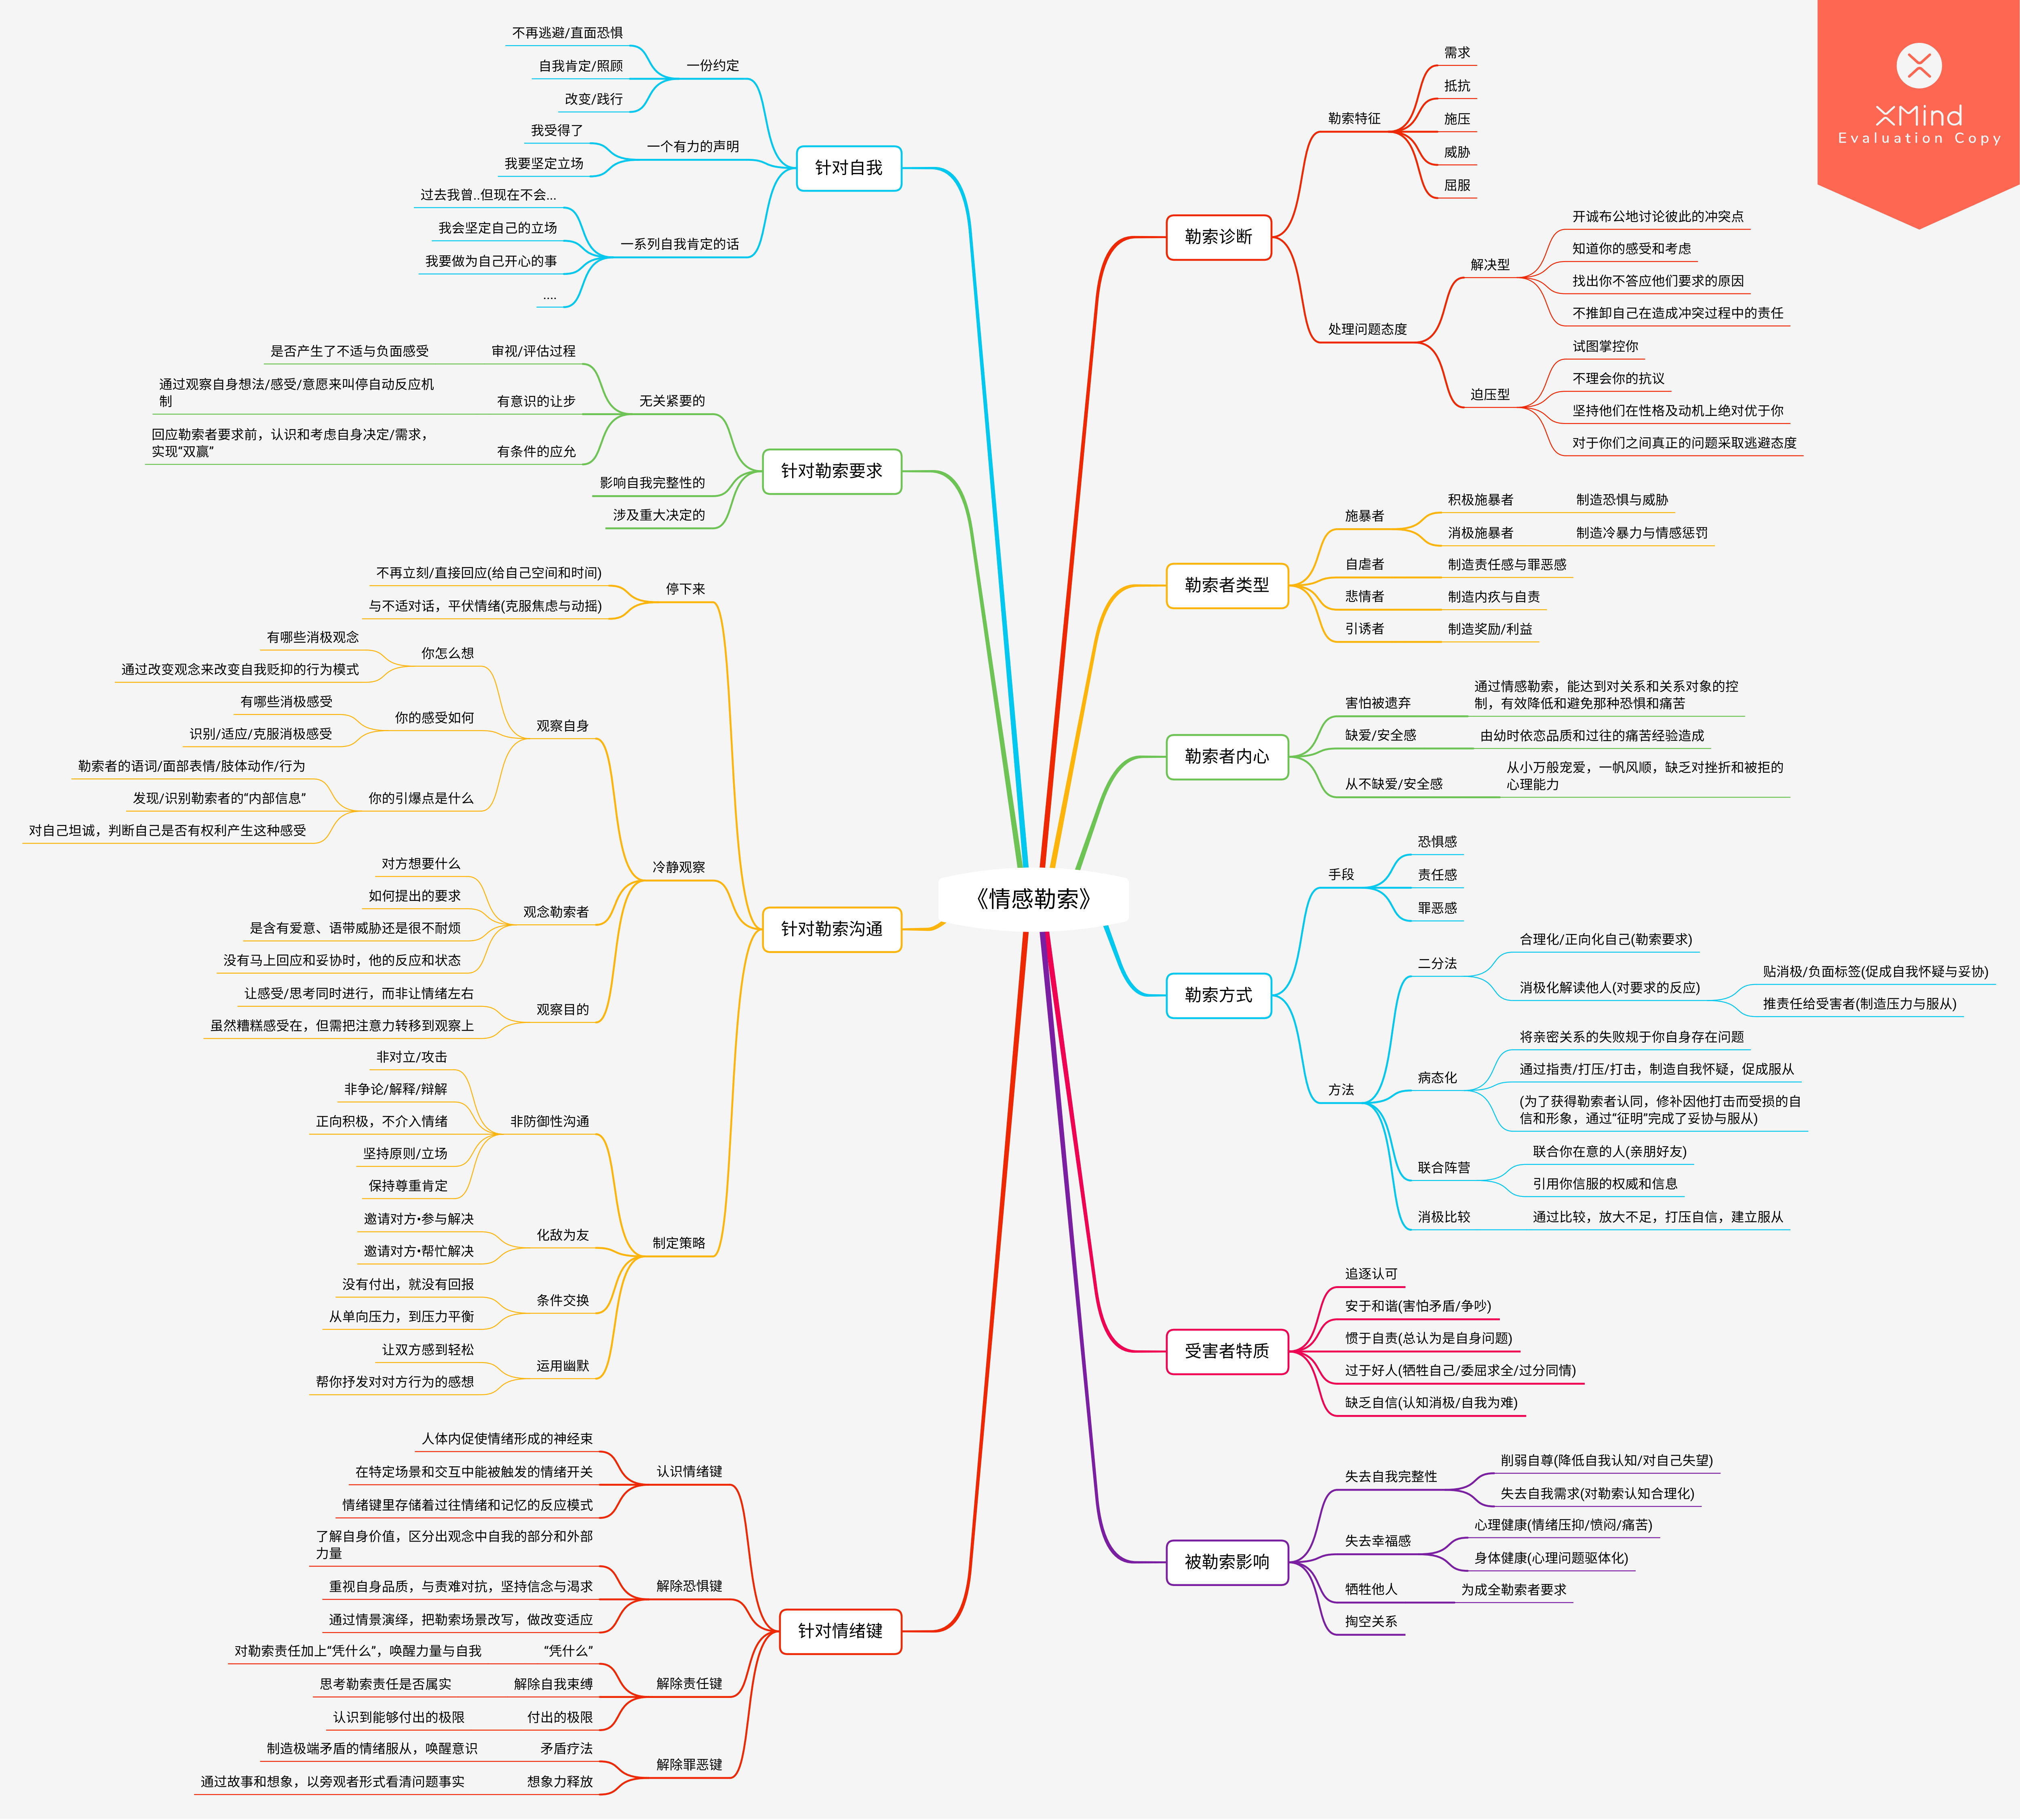 《情感勒索》
勒索诊断
勒索特征
需求
抵抗
施压
威胁
屈服
处理问题态度
解决型
开诚布公地讨论彼此的冲突点
知道你的感受和考虑
找出你不答应他们要求的原因
不推卸自己在造成冲突过程中的责任
迫压型
试图掌控你
不理会你的抗议
坚持他们在性格及动机上绝对优于你
对于你们之间真正的问题采取逃避态度
勒索者类型
施暴者
积极施暴者
制造恐惧与威胁
消极施暴者
制造冷暴力与情感惩罚
自虐者
制造责任感与罪恶感
悲情者
制造内疚与自责
引诱者
制造奖励/利益
勒索者内心
害怕被遗弃
通过情感勒索，能达到对关系和关系对象的控
制，有效降低和避免那种恐惧和痛苦
缺爱/安全感
由幼时依恋品质和过往的痛苦经验造成
从不缺爱/安全感
从小万般宠爱，一帆风顺，缺乏对挫折和被拒的
心理能力
勒索方式
手段
恐惧感
责任感
罪恶感
方法
二分法
合理化/正向化自己(勒索要求)
消极化解读他人(对要求的反应)
贴消极/负面标签(促成自我怀疑与妥协)
推责任给受害者(制造压力与服从)
病态化
将亲密关系的失败规于你自身存在问题
通过指责/打压/打击，制造自我怀疑，促成服从
(为了获得勒索者认同，修补因他打击而受损的自
信和形象，通过“征明”完成了妥协与服从)
联合阵营
联合你在意的人(亲朋好友)
引用你信服的权威和信息
消极比较
通过比较，放大不足，打压自信，建立服从
受害者特质
追逐认可
安于和谐(害怕矛盾/争吵)
惯于自责(总认为是自身问题)
过于好人(牺牲自己/委屈求全/过分同情)
缺乏自信(认知消极/自我为难)
被勒索影响
失去自我完整性
削弱自尊(降低自我认知/对自己失望)
失去自我需求(对勒索认知合理化)
失去幸福感
心理健康(情绪压抑/愤闷/痛苦)
身体健康(心理问题驱体化)
牺牲他人
为成全勒索者要求
掏空关系
针对自我
一份约定
不再逃避/直面恐惧
自我肯定/照顾
改变/践行
一个有力的声明
我受得了
我要坚定立场
一系列自我肯定的话
过去我曾..但现在不会...
我会坚定自己的立场
我要做为自己开心的事
....
针对勒索要求
无关紧要的
审视/评估过程
是否产生了不适与负面感受
有意识的让步
通过观察自身想法/感受/意愿来叫停自动反应机
制
有条件的应允
回应勒索者要求前，认识和考虑自身决定/需求，
实现“双赢”
影响自我完整性的
涉及重大决定的
针对勒索沟通
停下来
不再立刻/直接回应(给自己空间和时间)
与不适对话，平伏情绪(克服焦虑与动摇)
冷静观察
观察自身
你怎么想
有哪些消极观念
通过改变观念来改变自我贬抑的行为模式
你的感受如何
有哪些消极感受
识别/适应/克服消极感受
你的引爆点是什么
勒索者的语词/面部表情/肢体动作/行为
发现/识别勒索者的“内部信息”
对自己坦诚，判断自己是否有权利产生这种感受
观念勒索者
对方想要什么
如何提出的要求
是含有爱意、语带威胁还是很不耐烦
没有马上回应和妥协时，他的反应和状态
观察目的
让感受/思考同时进行，而非让情绪左右
虽然糟糕感受在，但需把注意力转移到观察上
制定策略
非防御性沟通
非对立/攻击
非争论/解释/辩解
正向积极，不介入情绪
坚持原则/立场
保持尊重肯定
化敌为友
邀请对方•参与解决
邀请对方•帮忙解决
条件交换
没有付出，就没有回报
从单向压力，到压力平衡
运用幽默
让双方感到轻松
帮你抒发对对方行为的感想
针对情绪键
认识情绪键
人体内促使情绪形成的神经束
在特定场景和交互中能被触发的情绪开关
情绪键里存储着过往情绪和记忆的反应模式
解除恐惧键
了解自身价值，区分出观念中自我的部分和外部
力量
重视自身品质，与责难对抗，坚持信念与渴求
通过情景演绎，把勒索场景改写，做改变适应
解除责任键
“凭什么”
对勒索责任加上“凭什么”，唤醒力量与自我
解除自我束缚
思考勒索责任是否属实
付出的极限
认识到能够付出的极限
解除罪恶键
矛盾疗法
制造极端矛盾的情绪服从，唤醒意识
想象力释放
通过故事和想象，以旁观者形式看清问题事实
XMind
Evaluation Copy